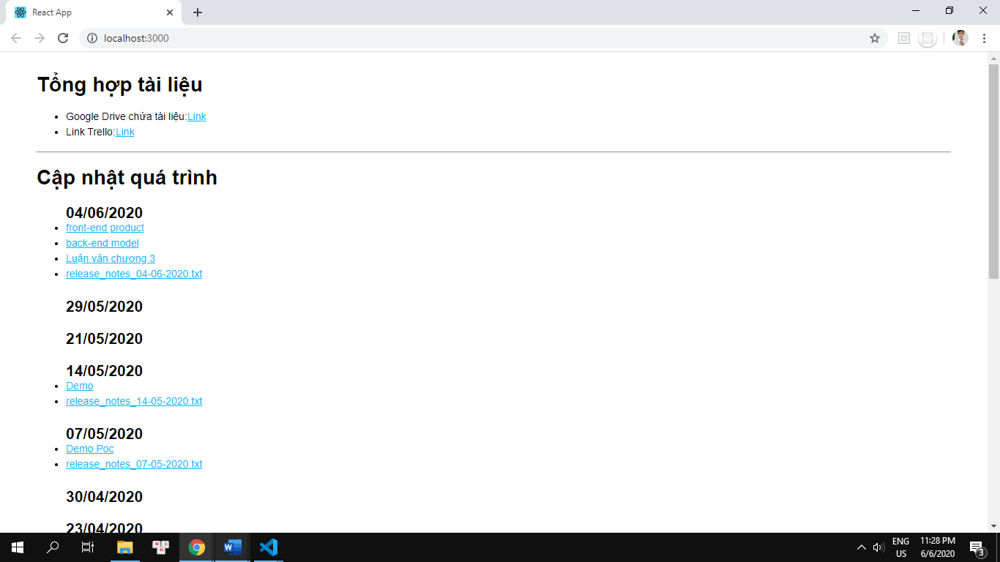 React App
localhost:3000
Tổng hợp tài liệu
Google Drive chứa tài liệu:Link
Link Trello:Link
Cập nhật quá trình
04/06/2020
front-end product
back-end model
Luận văn chương 3
release_notes_04-06-2020.txt
29/05/2020
21/05/2020
14/05/2020
Demo
release_notes_14-05-2020.txt
07/05/2020
Demo Poc
release_notes_07-05-2020.txt
30/04/2020
23/04/2020
ENG 11:28 PM
US 6/6/2020
3